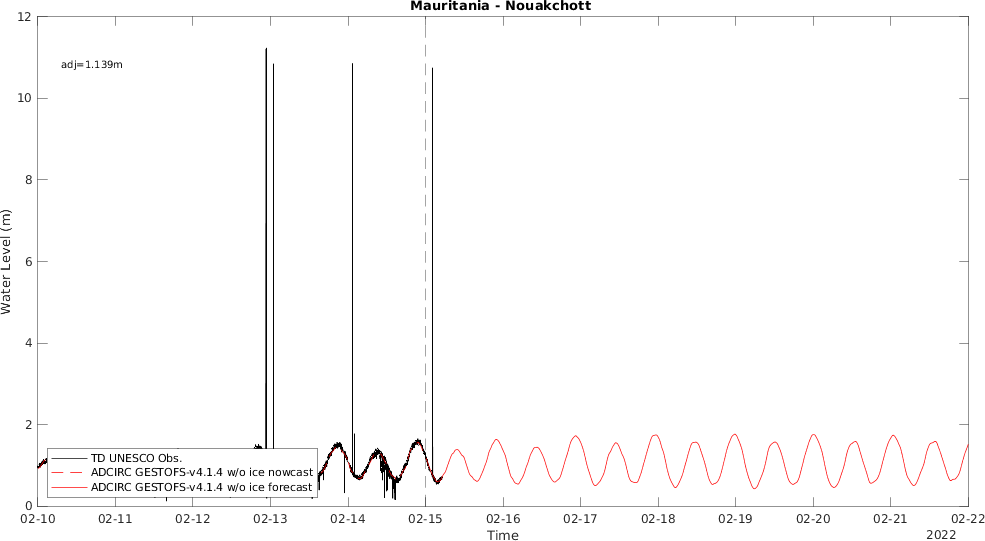 Mauritania - Nouakchott
12
10
8
6
4
2
0
Water Level (m)
adj=1.139m
TD UNESCO Obs.
ADCIRC GESTOFS-v4.1.4 w/o ice nowcast
ADCIRC GESTOFS-v4.1.4 w/o ice forecast
02-10 02-11 02-12 02-13 02-14 02-15 02-16 02-17 02-18 02-19 02-20 02-21 02-22
Time
2022